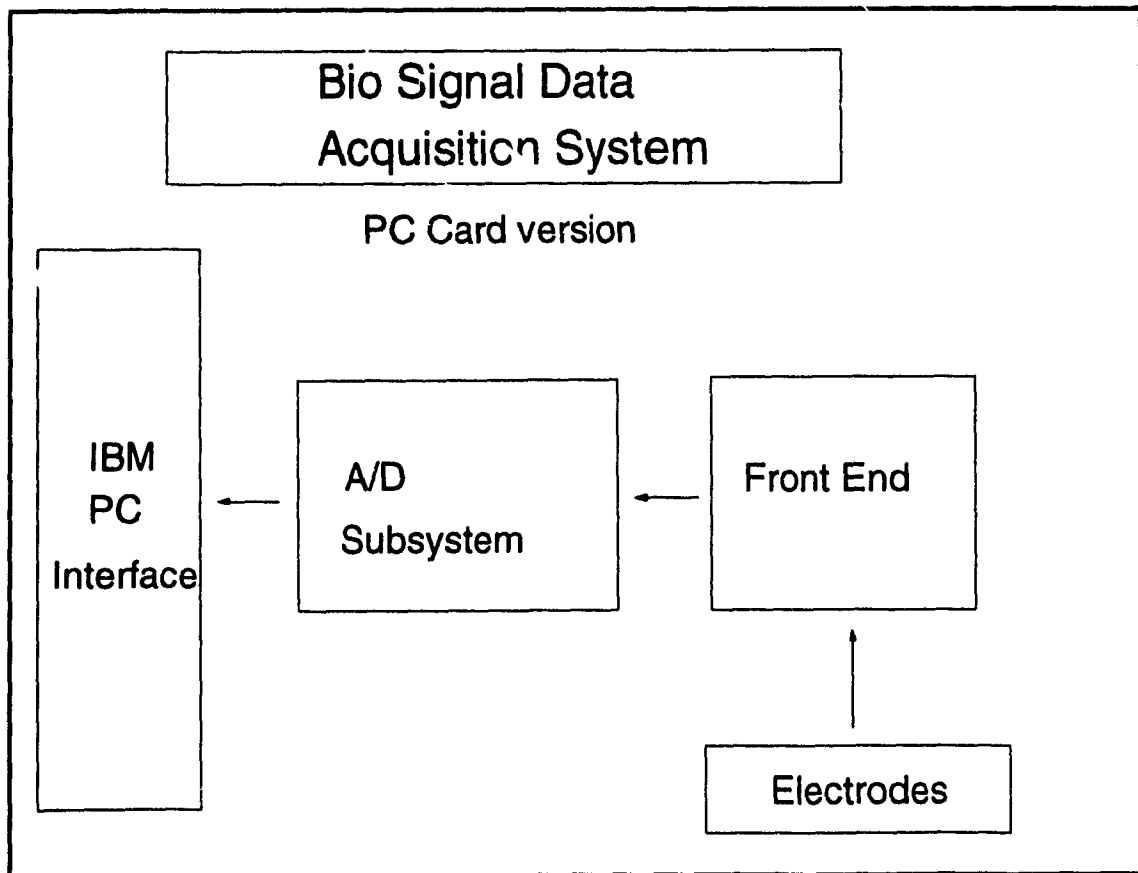 Bio Signal Data
Acquisition System
PC Card version
IBM
PC
Interface
A/D
Subsystem
Front End
Electrodes